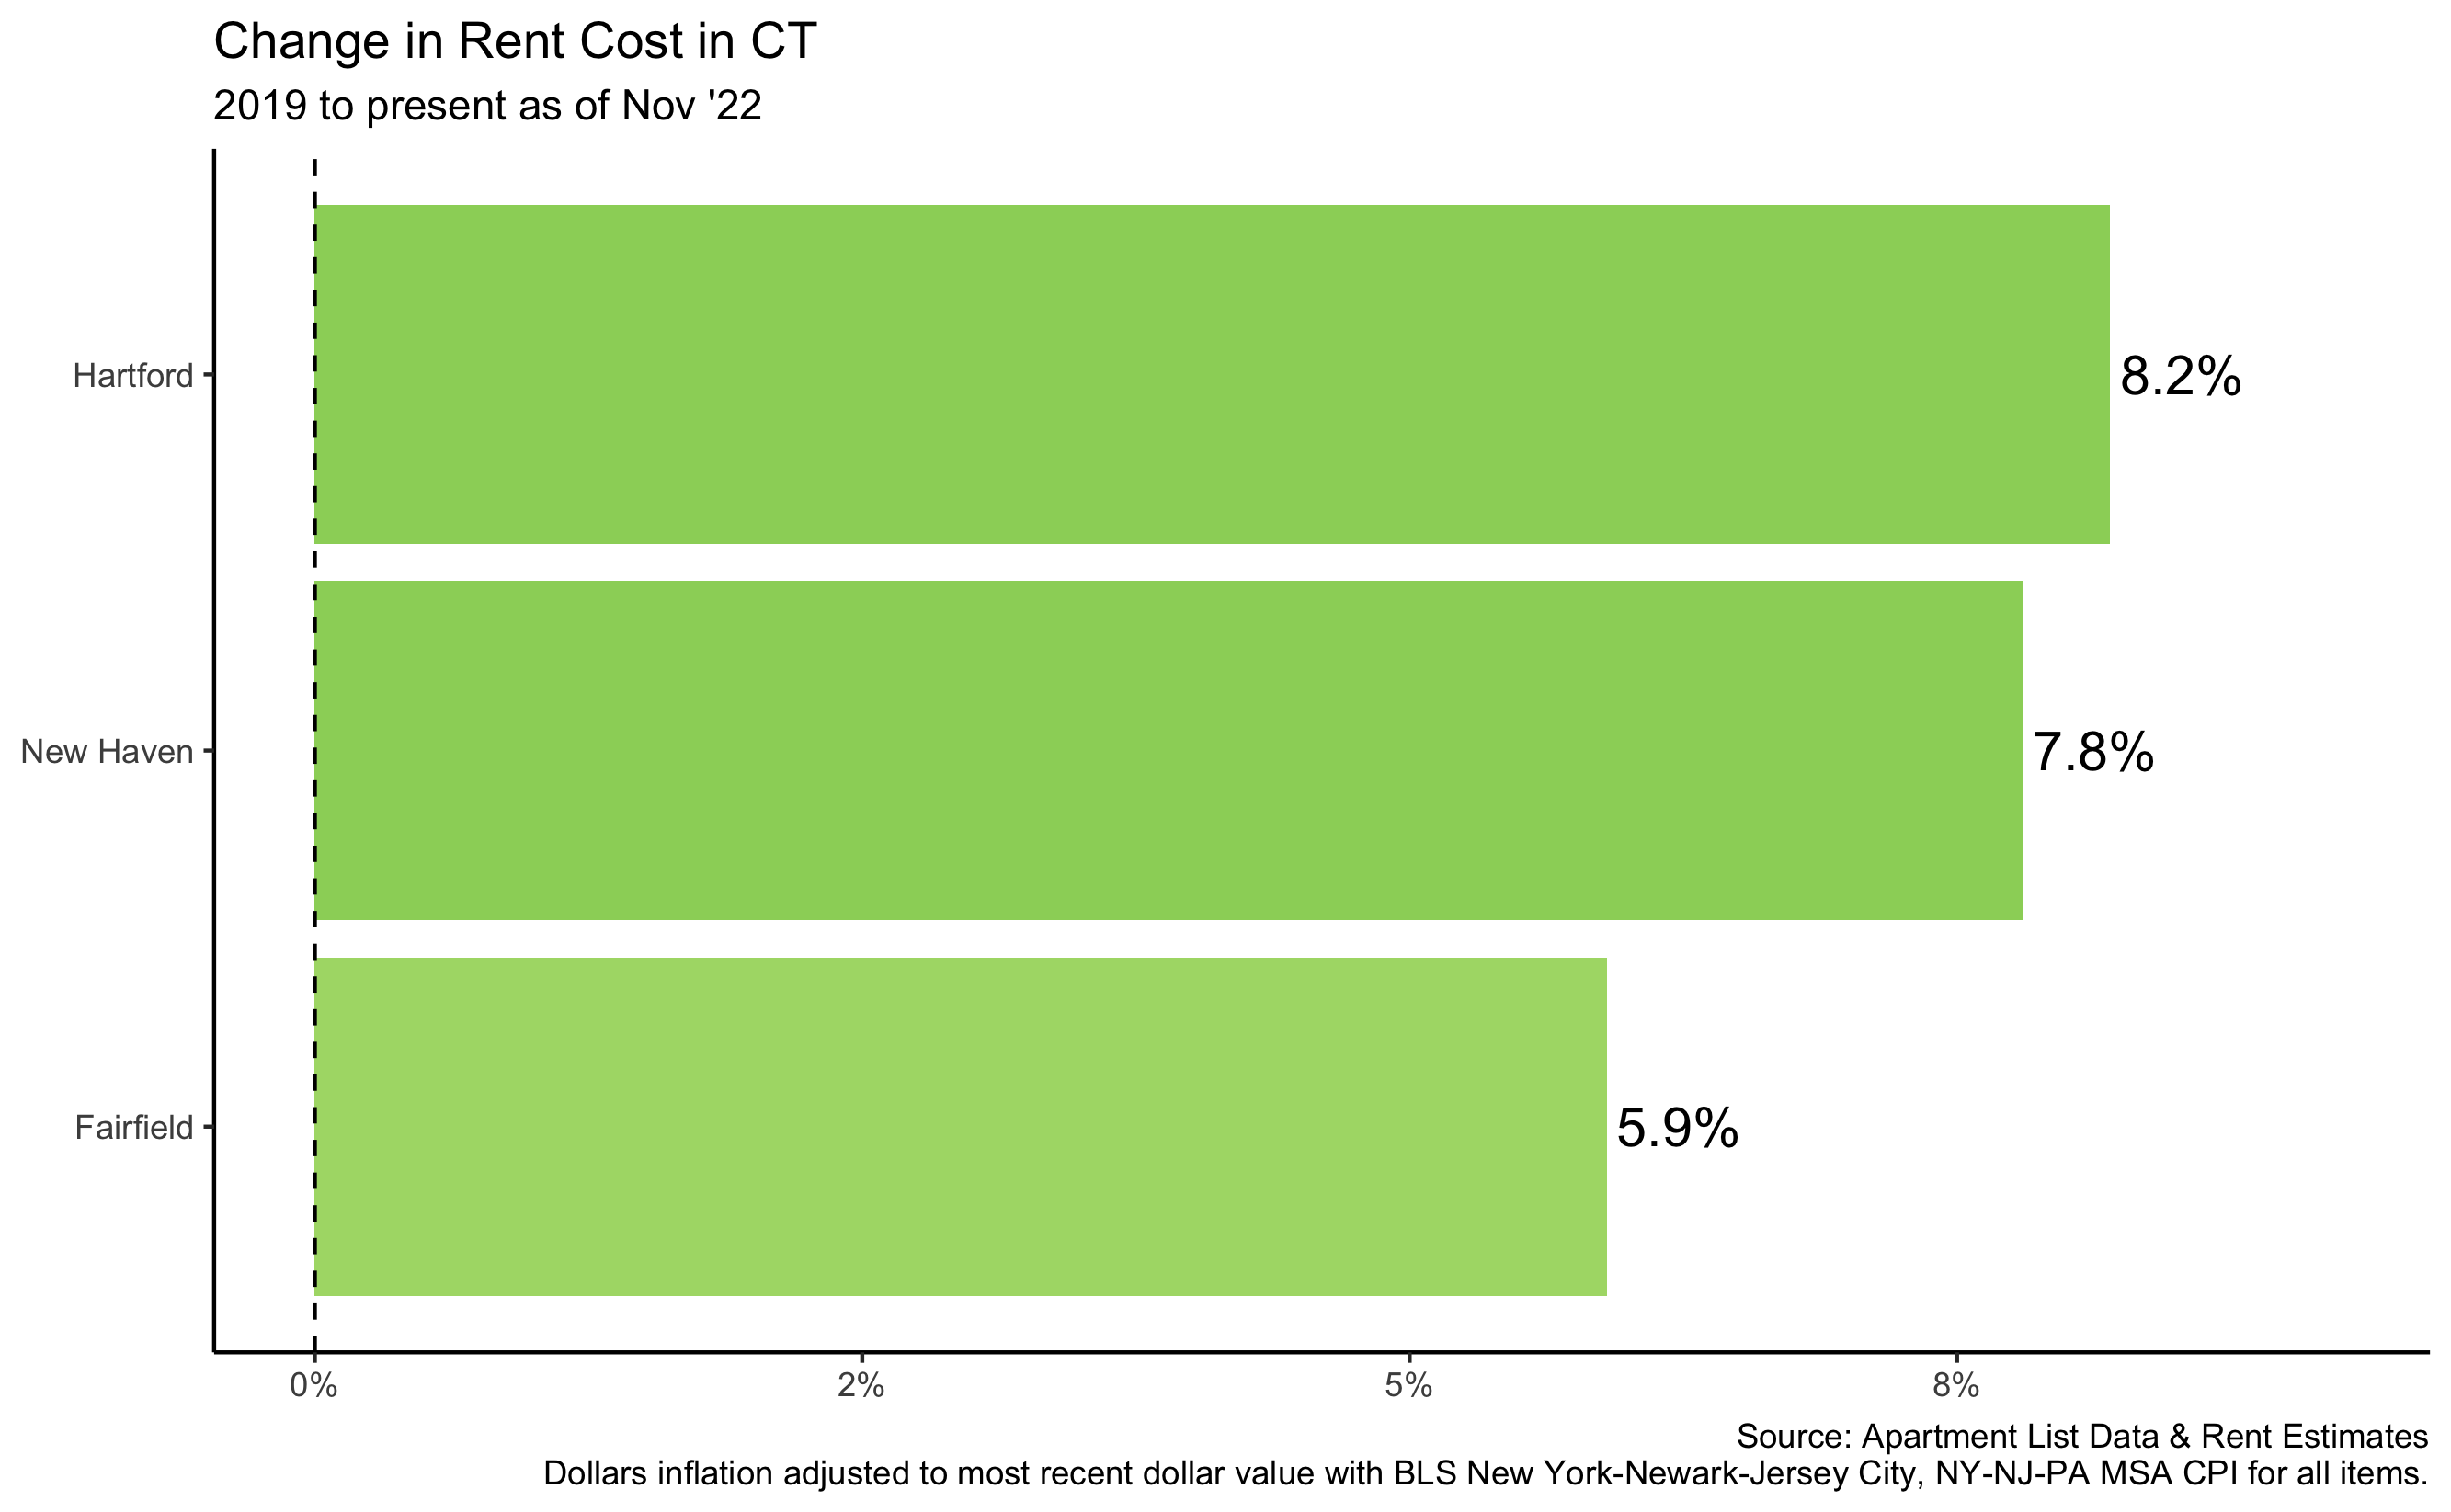 Change in Rent Cost in CT
2019 to present as of Nov '22
Hartford
8.2%
New Haven
7.8%
Fairfield
5.9%
0%
2%
5%
8%
Source: Apartment List Data & Rent Estimates
Dollars inflation adjusted to most recent dollar value with BLS New York-Newark-Jersey City, NY-NJ-PA MSA CPI for all items.